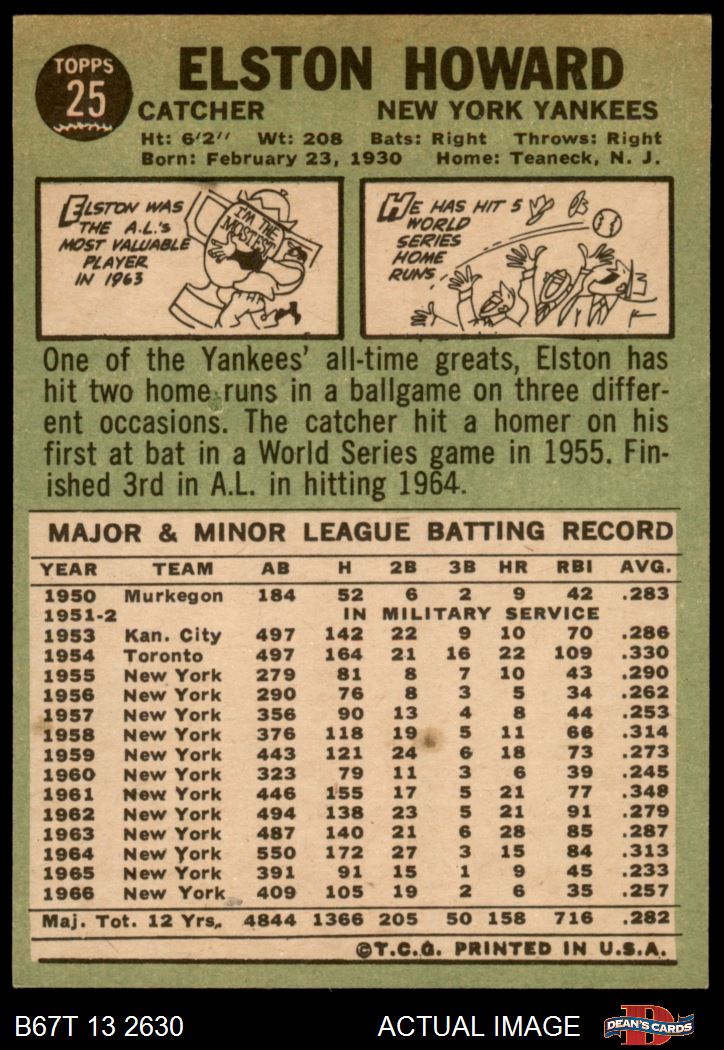 TOPPS
25
ELSTON HOWARD
CATCHER NEW YORK YANKEES
Ht: 6'2" Wt: 208 Bats: Right Throws: Right
Born: February 23, 1930 Home: Teaneck, N. J.
ELSTON WAS
THE A.L.'s
MOST VALUABLE
PLAYER
IN 1963
I'M THE
MOSTEST
HE HAS HIT 5
WORLD
SERIES
HOME
RUNS.
One of the Yankees' all-time greats, Elston has
hit two home runs in a ballgame on three differ-
ent occasions. The catcher hit a homer on his
first at bat in a World Series game in 1955. Fin-
ished 3rd in A.L. in hitting 1964.
MAJOR & MINOR LEAGUE BATTING RECORD
YEAR TEAM AB H 2B 3B HR RBI AVG.
1950 Murkegon 184 52 6 2 9 42 .283
1951-2 IN MILITARY SERVICE
1953 Kan. City 497 142 22 9 10 70 .286
1954 Toronto 497 164 21 16 22 109 .330
1955 New York 279 81 8 7 10 43 .290
1956 New York 290 76 8 3 5 34 .262
1957 New York 356 90 13 4 8 44 .253
1958 New York 376 118 19 5 11 66 .314
1959 New York 443 121 24 6 18 73 .273
1960 New York 323 79 11 3 6 39 .245
1961 New York 446 155 17 5 21 77 .348
1962 New York 494 138 23 5 21 91 .279
1963 New York 487 140 21 6 28 85 .287
1964 New York 550 172 27 3 15 84 .313
1965 New York 391 91 15 1 9 45 .233
1966 New York 409 105 19 2 6 35 .257
Maj. Tot. 12 Yrs. 4844 1366 205 50 158 716 .282
©T.C.G. PRINTED IN U.S.A.
B67T 13 2630 ACTUAL IMAGE DEAN'S CARDS